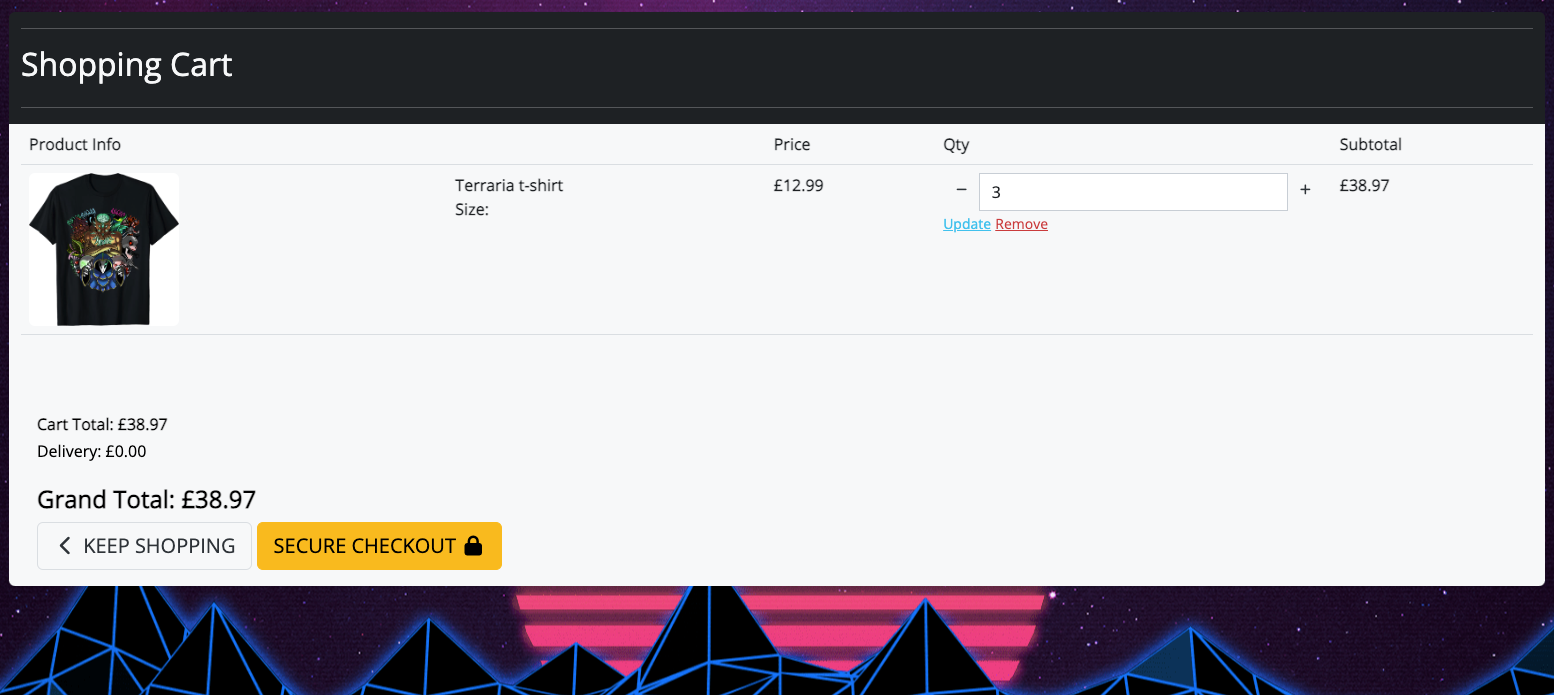 Shopping Cart
Product Info Price Qty Subtotal
Terraria t-shirt £12.99 − 3 + £38.97
Size:
Update Remove
Cart Total: £38.97
Delivery: £0.00
Grand Total: £38.97
KEEP SHOPPING SECURE CHECKOUT